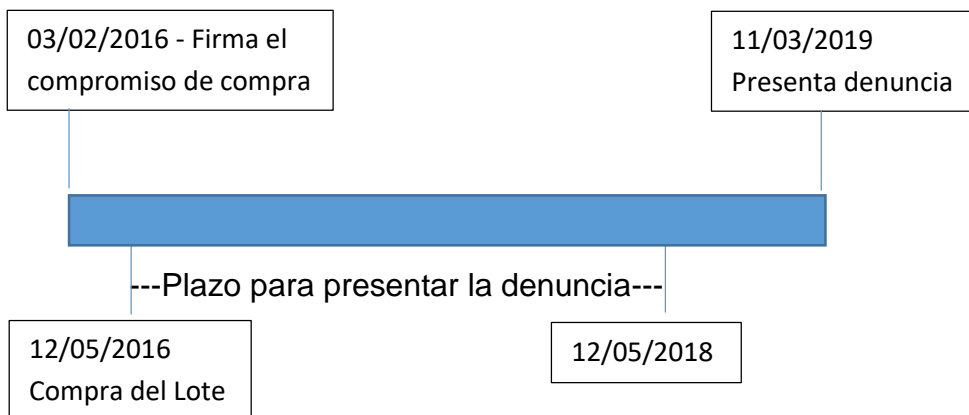 03/02/2016 - Firma el
compromiso de compra
11/03/2019
Presenta denuncia
---Plazo para presentar la denuncia---
12/05/2016
Compra del Lote
12/05/2018